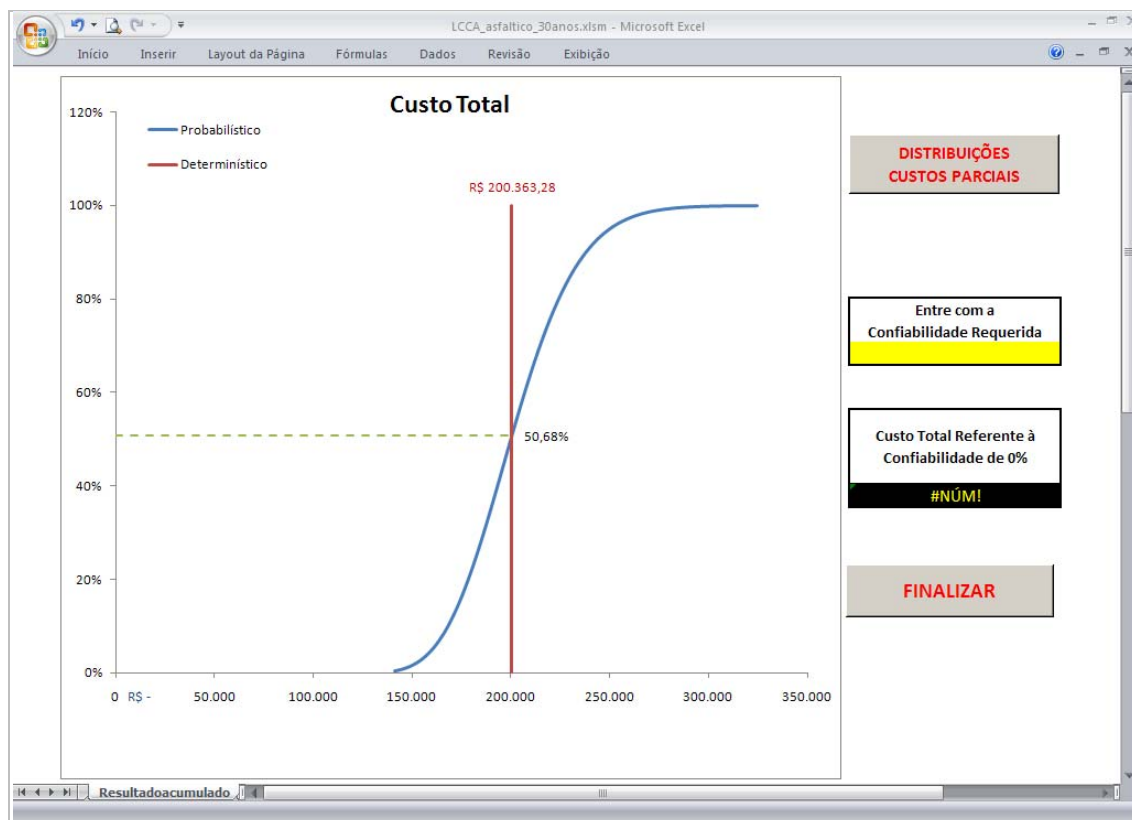 LCCA_asfaltico_30anos.xlsm - Microsoft Excel
Início Inserir Layout da Página Fórmulas Dados Revisão Exibição
Custo Total
120%
Probabilístico
Determinístico
R$ 200.363,28
100%
80%
60%
50,68%
40%
20%
0%
0 R$ - 50.000 100.000 150.000 200.000 250.000 300.000 350.000
DISTRIBUIÇÕES
CUSTOS PARCIAIS
Entre com a
Confiabilidade Requerida
Custo Total Referente à
Confiabilidade de 0%
#NÚM!
FINALIZAR
Resultadoacumulado